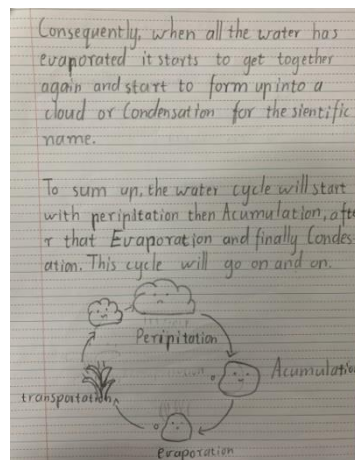 Consequently, when all the water has
evaporated it starts to get together
again and start to form up into a
cloud or Condensation for the sientific
name.
To sum up, the water cycle will start
with peripitation then Acumulation, afte
r that Evaporation and finally Condes
ation. This cycle will go on and on.
Peripitation
Acumulation
transportation
evaporation